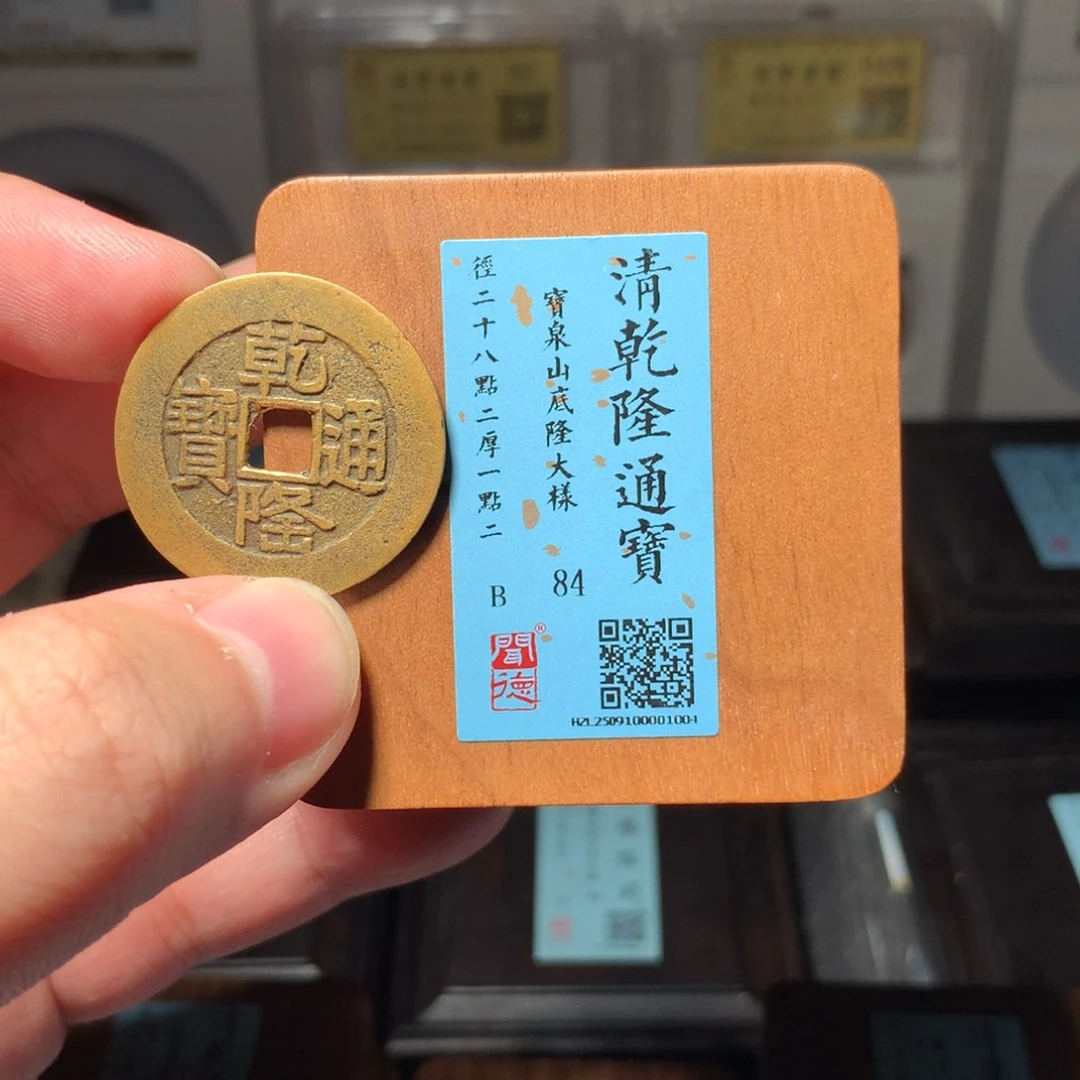 乾隆通寶
清乾隆通寶
寶泉山底隆大樣
徑二十八點二厚一點二
84
B
聞德
®
HZL2509100001004